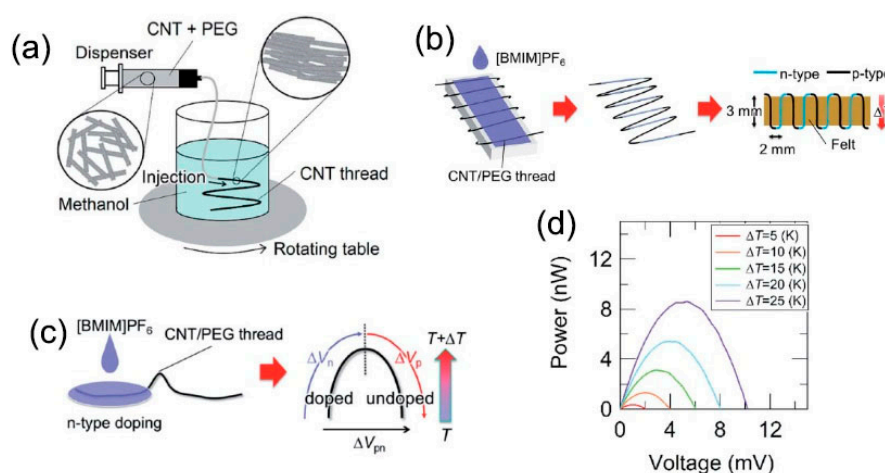 (a)
CNT + PEG
Dispenser
Injection
CNT thread
Methanol
Rotating table
(b)
[BMIM]PF6
CNT/PEG thread
n-type p-type
3 mm
ΔT
2 mm
Felt
(c)
[BMIM]PF6
CNT/PEG thread
n-type doping
ΔVn
ΔVp
T+ΔT
doped undoped
ΔVpn
T
(d)
ΔT=5 (K)
ΔT=10 (K)
ΔT=15 (K)
ΔT=20 (K)
ΔT=25 (K)
Power (nW)
12
8
4
0
0 4 8 12
Voltage (mV)